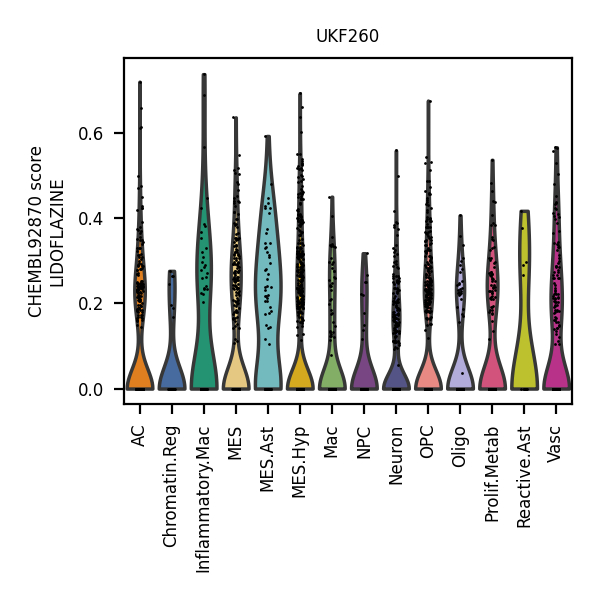 UKF260
CHEMBL92870 score
LIDOFLAZINE
0.6
0.4
0.2
0.0
AC
Chromatin.Reg
Inflammatory.Mac
MES
MES.Ast
MES.Hyp
Mac
NPC
Neuron
OPC
Oligo
Prolif.Metab
Reactive.Ast
Vasc